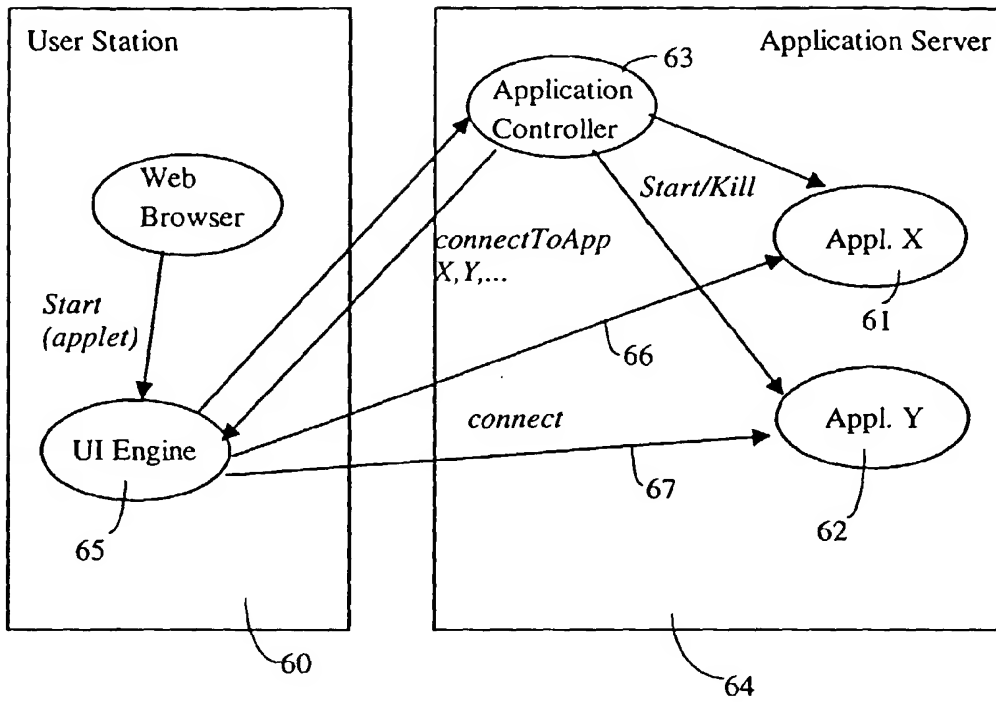 User Station
Application Server
63
Application
Controller
Web
Browser
Start/Kill
Appl. X
connectToApp
X,Y,...
Start
(applet)
61
66
UI Engine
connect
Appl. Y
67
65
62
60
64